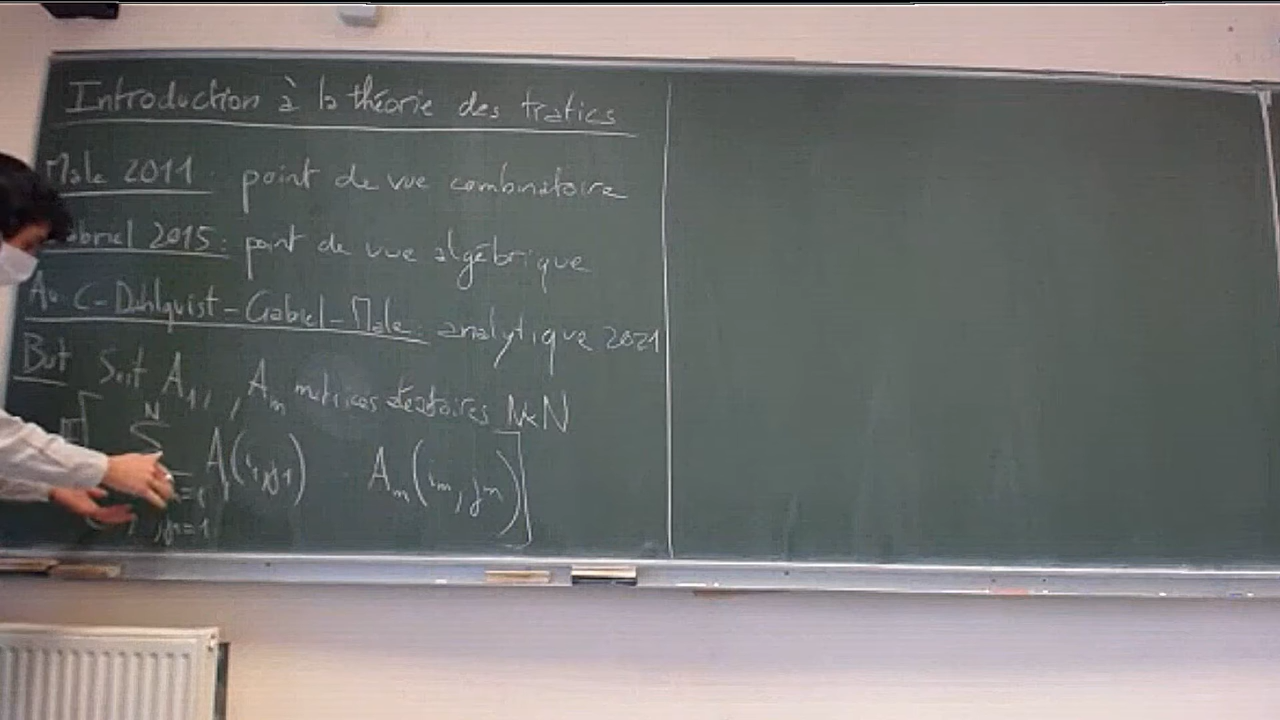 Introduction à la théorie des trafics
Male 2011 : point de vue combinatoire
abriel 2015 : point de vue algébrique
Au C-Dahlquist-Gabriel-Male : analytique 2021
But Soit A₁, , Aₘ matrices aléatoires N×N
𝔼[ N
Σ A₁(i₁,j₁) Aₘ(iₘ,jₘ)]
=1
,jₘ=1